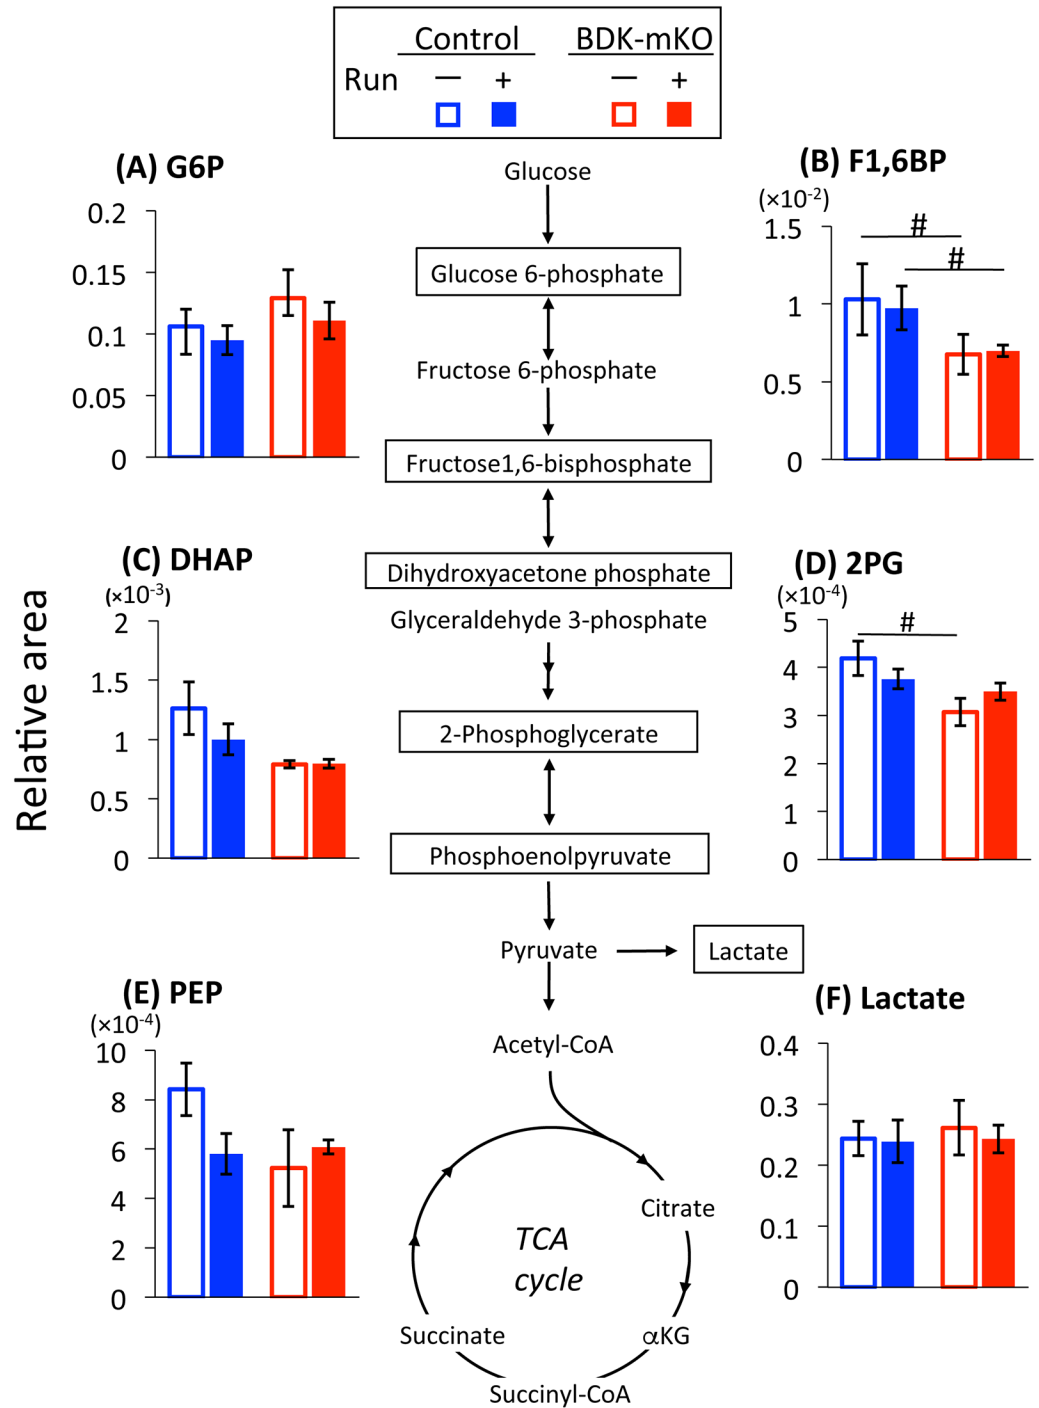 Control BDK-mKO
Run — + — +
(A) G6P
0.2
0.15
0.1
0.05
0
Glucose
Glucose 6-phosphate
Fructose 6-phosphate
Fructose1,6-bisphosphate
Dihydroxyacetone phosphate
Glyceraldehyde 3-phosphate
2-Phosphoglycerate
Phosphoenolpyruvate
Pyruvate
Lactate
Acetyl-CoA
Citrate
αKG
Succinyl-CoA
Succinate
TCA
cycle
(B) F1,6BP
(×10-2)
1.5
1
0.5
0
#
#
Relative area
(C) DHAP
(×10-3)
2
1.5
1
0.5
0
(D) 2PG
(×10-4)
5
4
3
2
1
0
#
(E) PEP
(×10-4)
10
8
6
4
2
0
(F) Lactate
0.4
0.3
0.2
0.1
0